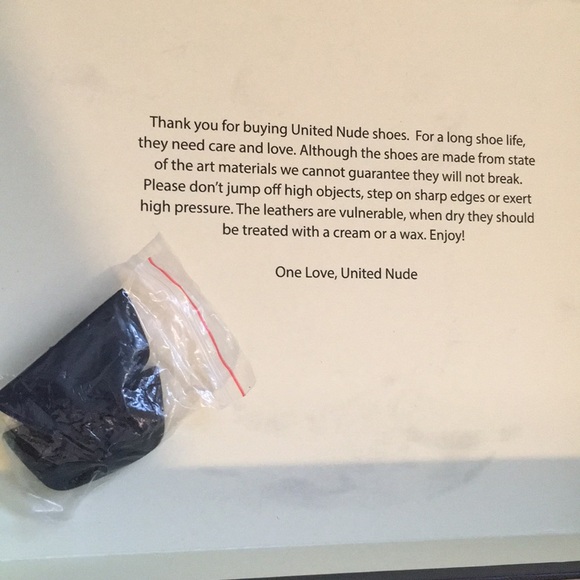 Thank you for buying United Nude shoes. For a long shoe life,
they need care and love. Although the shoes are made from state
of the art materials we cannot guarantee they will not break.
Please don't jump off high objects, step on sharp edges or exert
high pressure. The leathers are vulnerable, when dry they should
be treated with a cream or a wax. Enjoy!
One Love, United Nude